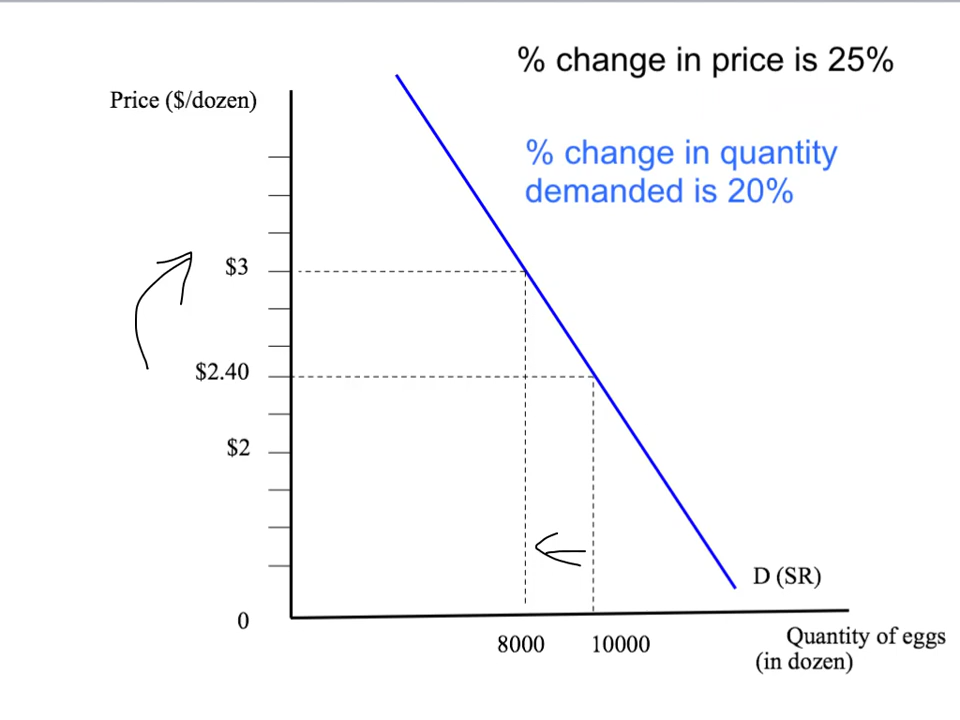 % change in price is 25%
Price ($/dozen)
% change in quantity
demanded is 20%
$3
$2.40
$2
D (SR)
0
8000
10000
Quantity of eggs
(in dozen)